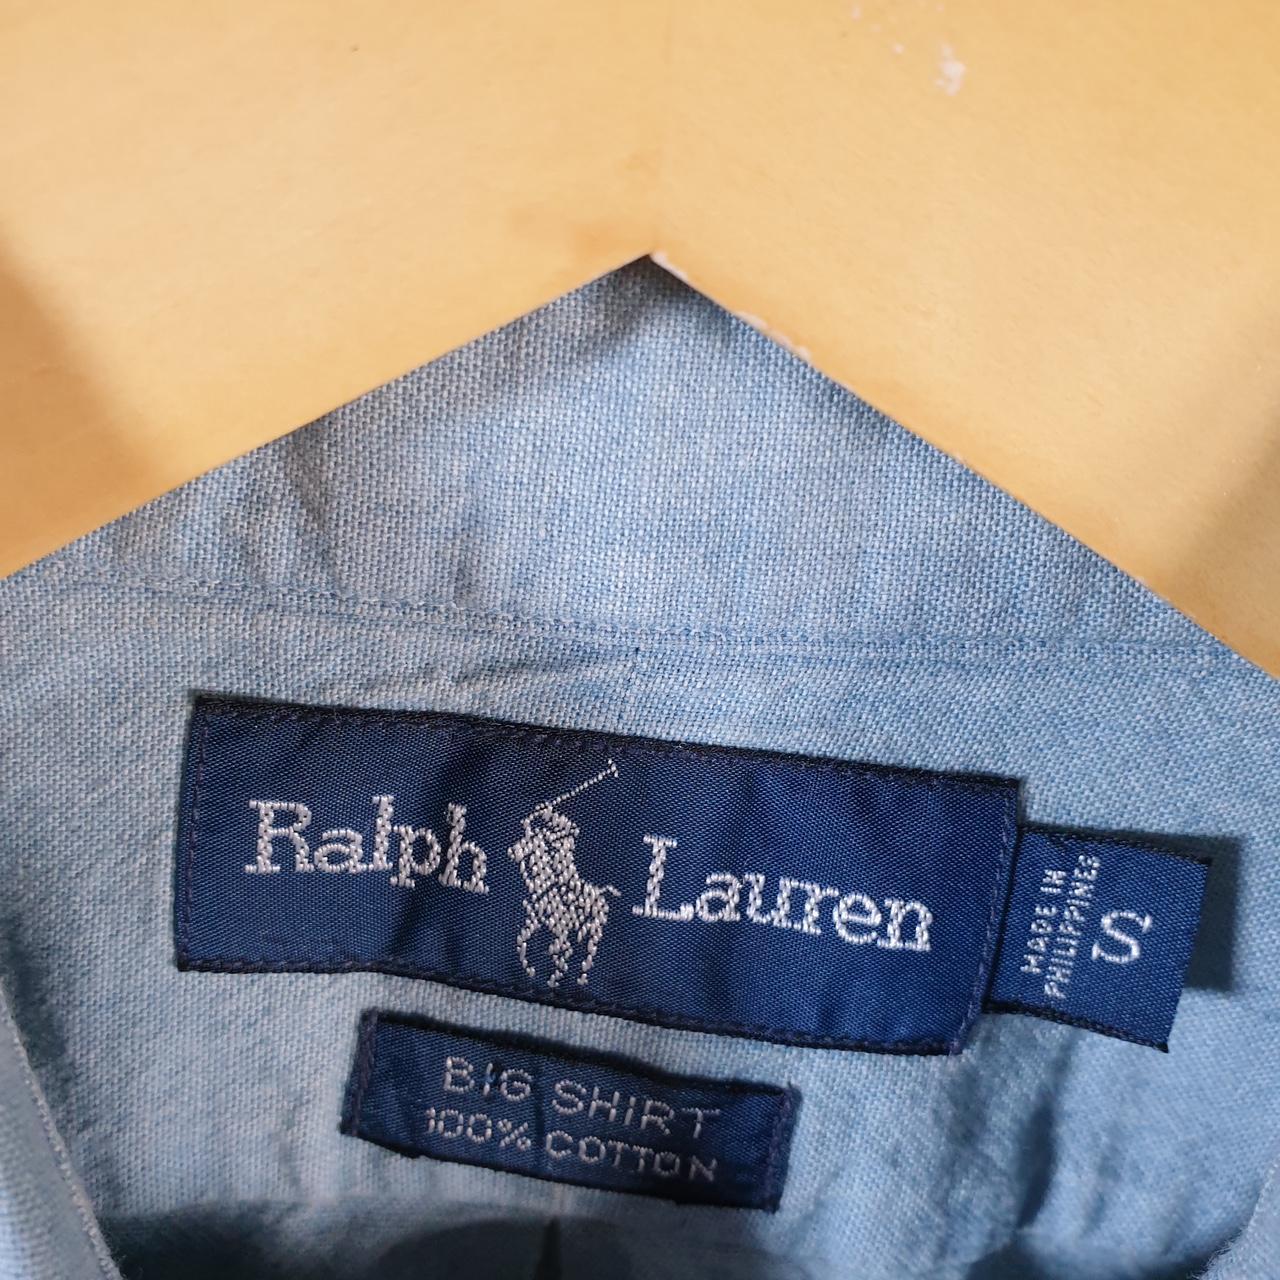 Ralph Lauren
MADE IN
PHILIPPINES
S
BIG SHIRT
100% COTTON